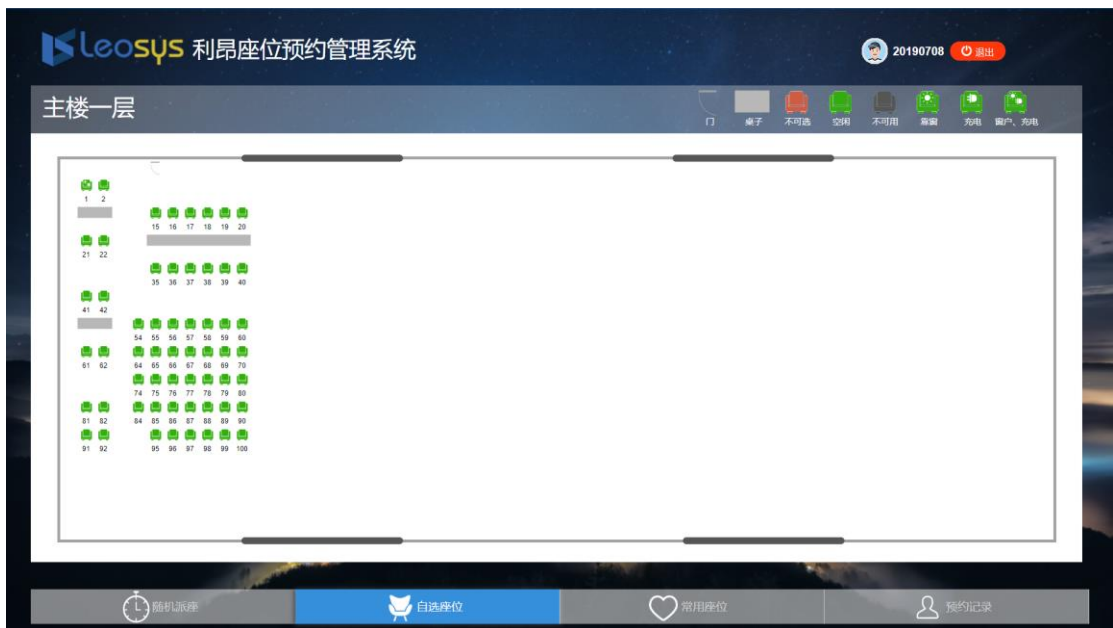 Leosys 利昂座位预约管理系统
20190708 退出
主楼一层
门 桌子 不可选 空闲 不可用 靠窗 充电 窗户、充电
1 2
15 16 17 18 19 20
21 22
35 36 37 38 39 40
41 42
54 55 56 57 58 59 60
61 62 64 65 66 67 68 69 70
74 75 76 77 78 79 80
81 82 84 85 86 87 88 89 90
91 92 95 96 97 98 99 100
随机派座 自选座位 常用座位 预约记录